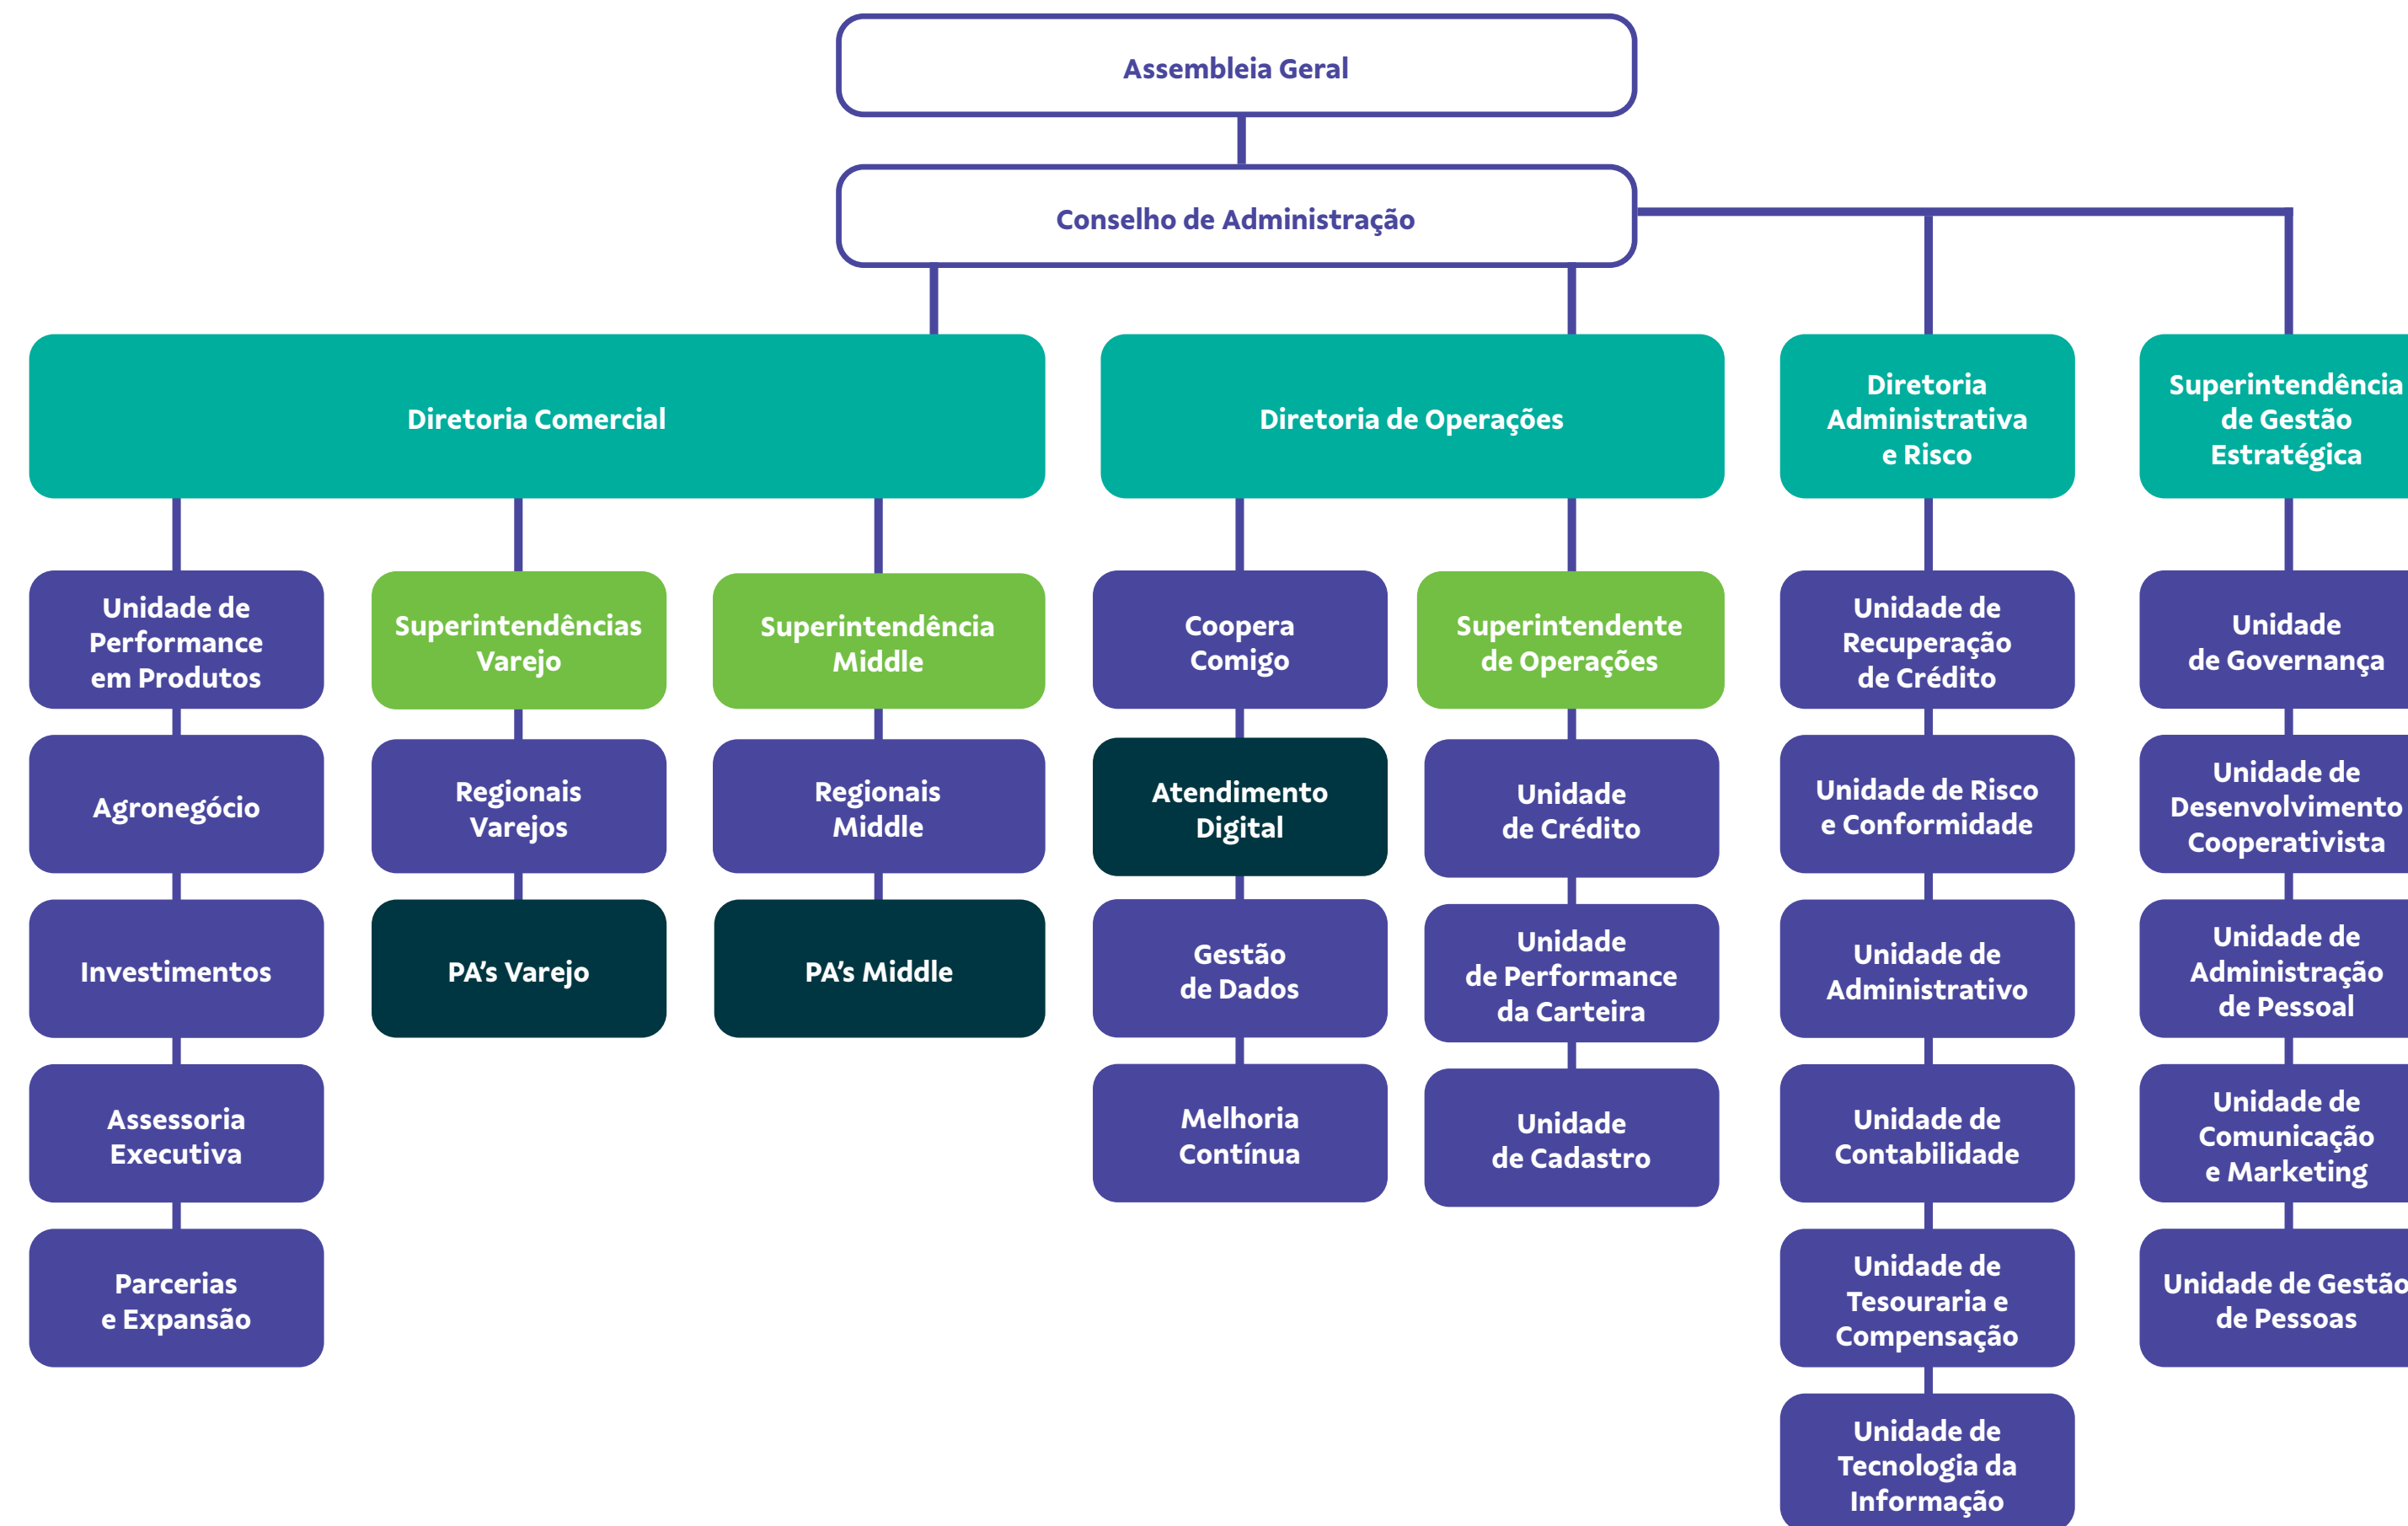 Assembleia Geral
Conselho de Administração
Diretoria Comercial
Diretoria de Operações
Diretoria
Administrativa
e Risco
Superintendência
de Gestão
Estratégica
Unidade de
Performance
em Produtos
Agronegócio
Investimentos
Assessoria
Executiva
Parcerias
e Expansão
Superintendências
Varejo
Regionais
Varejos
PA’s Varejo
Superintendência
Middle
Regionais
Middle
PA’s Middle
Coopera
Comigo
Atendimento
Digital
Gestão
de Dados
Melhoria
Contínua
Superintendente
de Operações
Unidade
de Crédito
Unidade
de Performance
da Carteira
Unidade
de Cadastro
Unidade de
Recuperação
de Crédito
Unidade de Risco
e Conformidade
Unidade de
Administrativo
Unidade de
Contabilidade
Unidade de
Tesouraria e
Compensação
Unidade de
Tecnologia da
Informação
Unidade
de Governança
Unidade de
Desenvolvimento
Cooperativista
Unidade de
Administração
de Pessoal
Unidade de
Comunicação
e Marketing
Unidade de Gestão
de Pessoas